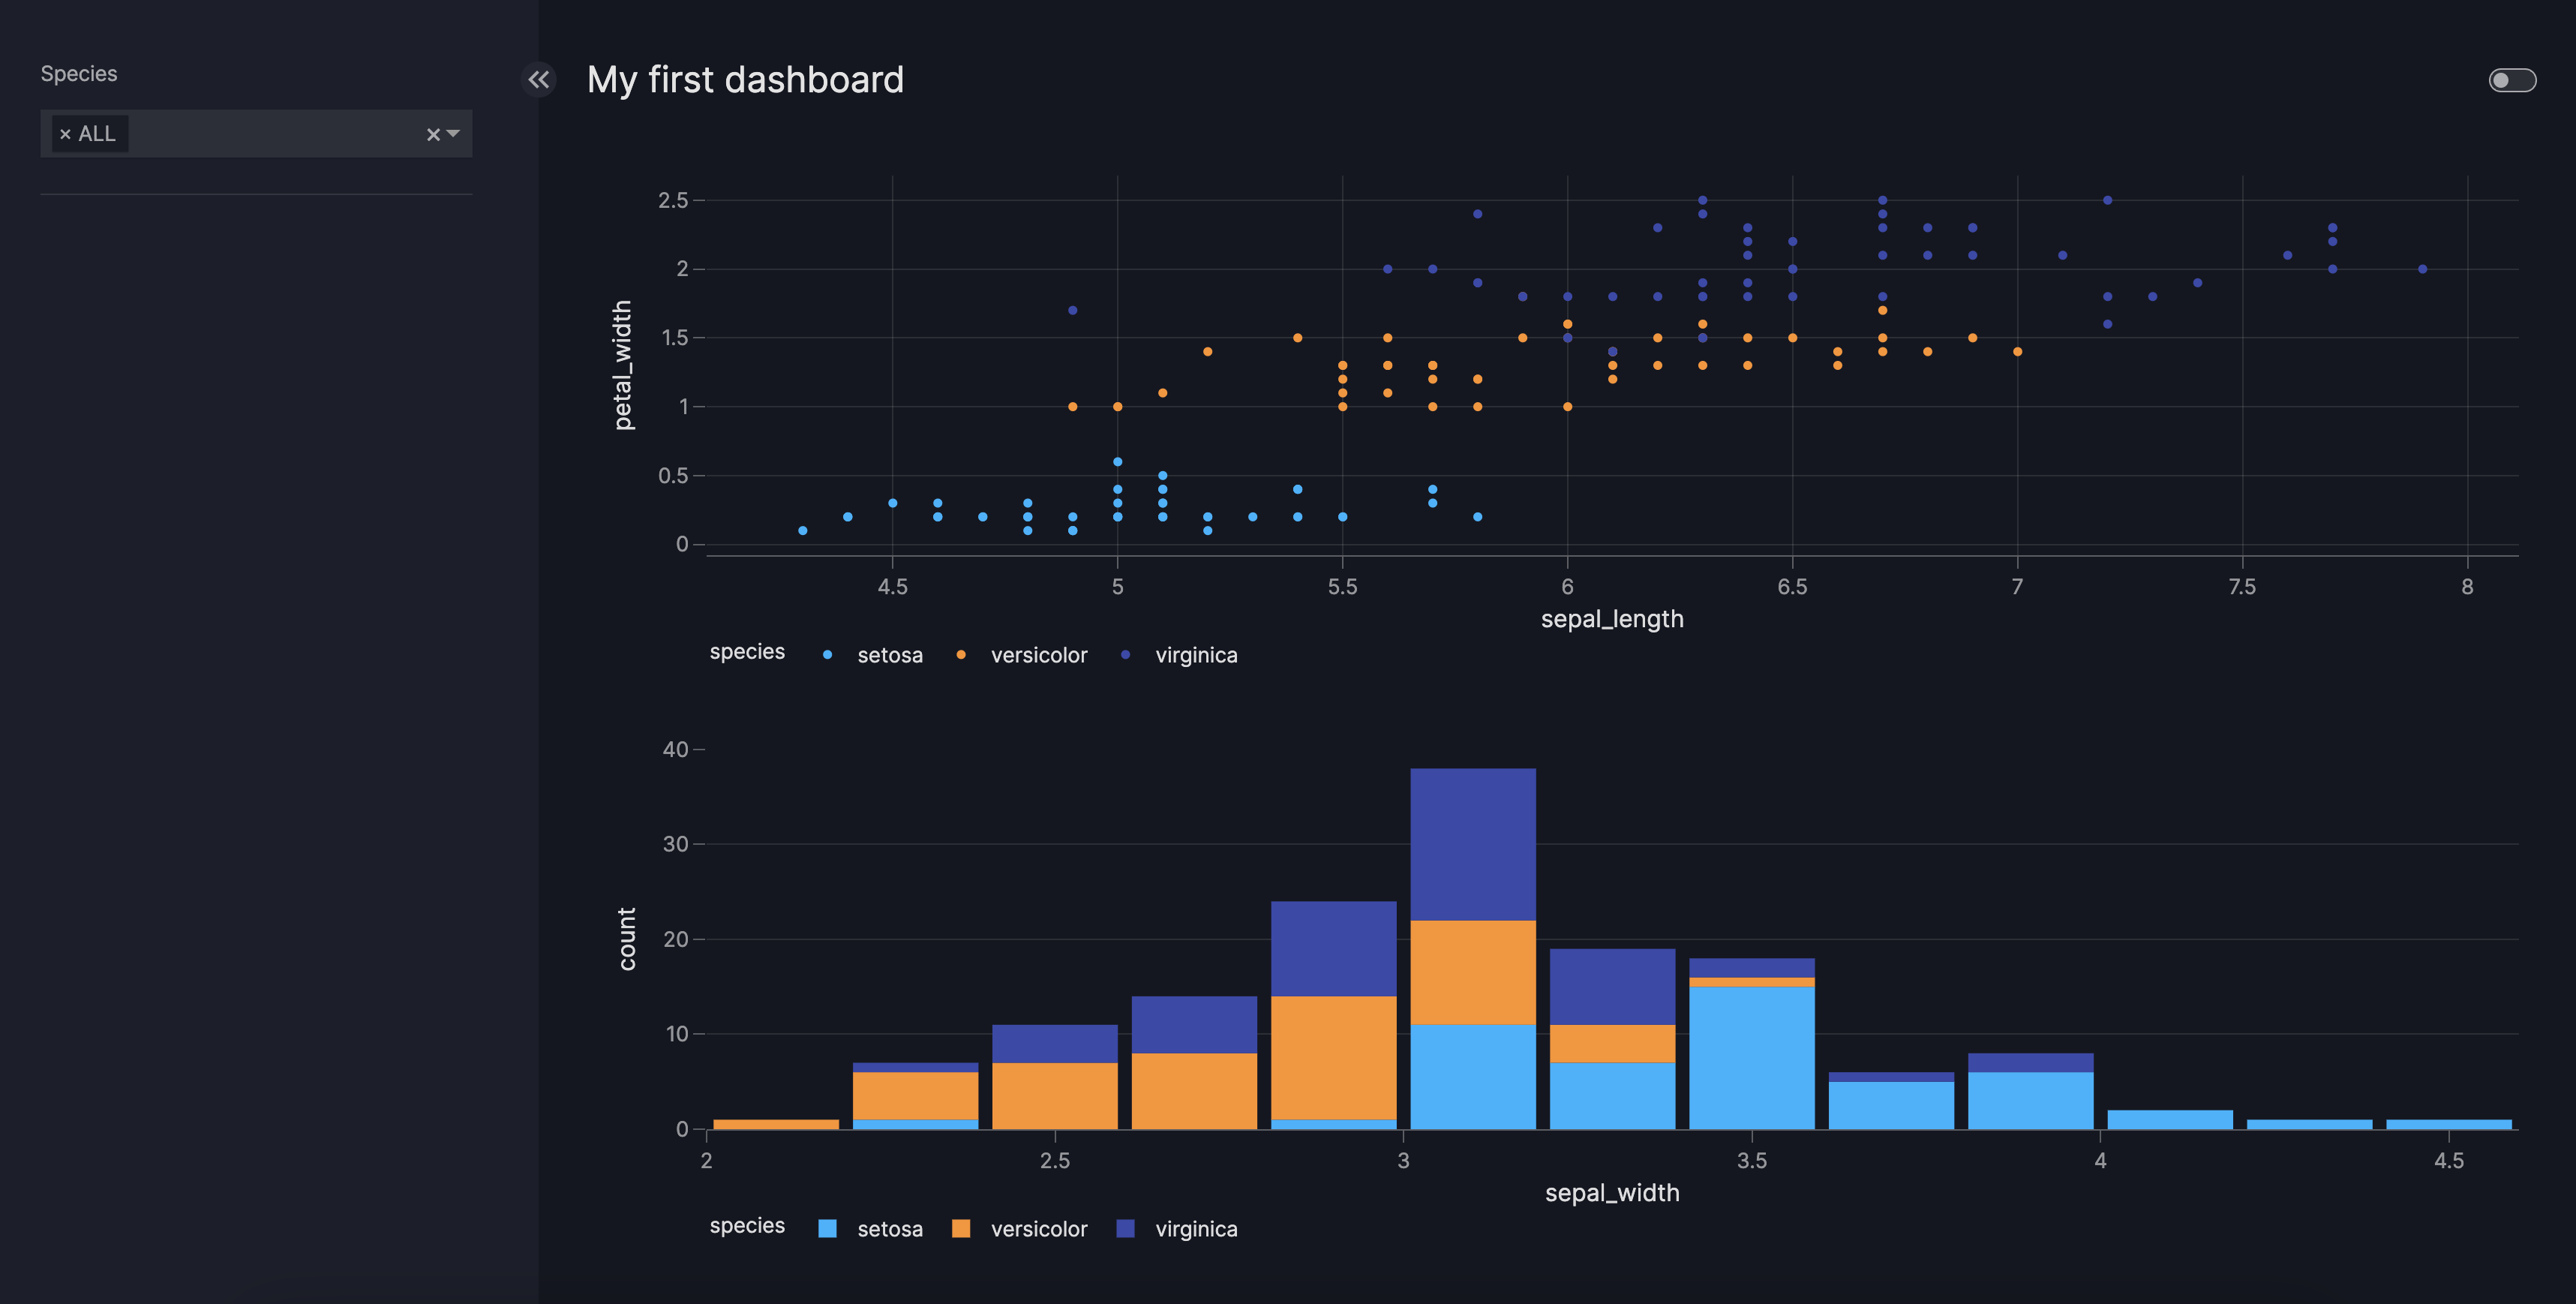 Species
× ALL
My first dashboard
2.5
2
1.5
1
0.5
0
petal_width
4.5 5 5.5 6 6.5 7 7.5 8
sepal_length
species setosa versicolor virginica
40
30
20
10
0
count
2 2.5 3 3.5 4 4.5
sepal_width
species setosa versicolor virginica